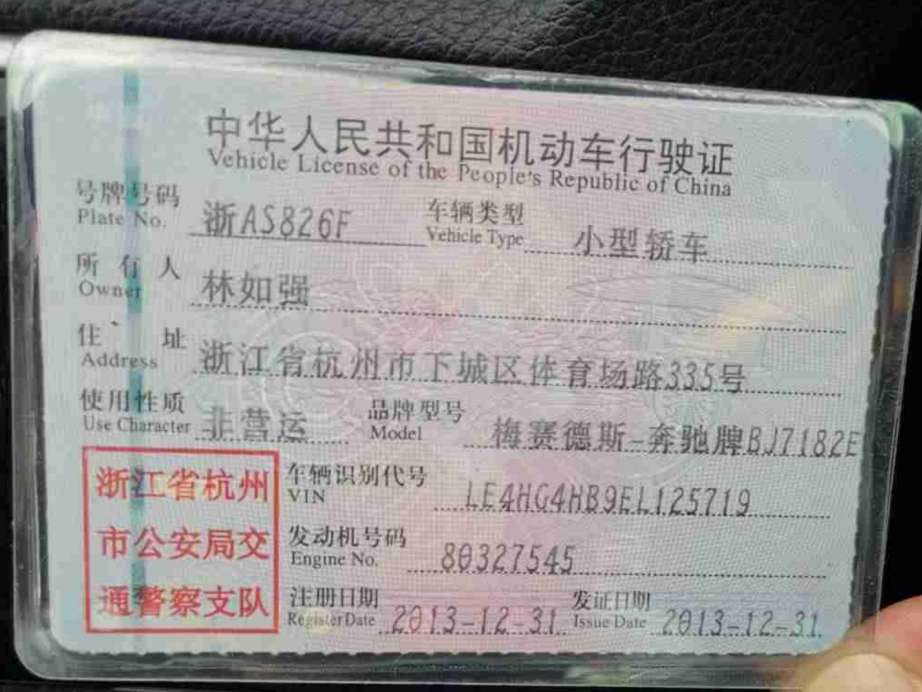 中华人民共和国机动车行驶证
Vehicle License of the People's Republic of China
号牌号码 浙AS826F 车辆类型 小型轿车
Plate No. Vehicle Type
所有人 林如强
Owner
住址 浙江省杭州市下城区体育场路335号
Address
使用性质 非营运 品牌型号 梅赛德斯-奔驰牌BJ7182E
Use Character Model
浙江省杭州
市公安局交
通警察支队
车辆识别代号 LE4HG4HB9EL125719
VIN
发动机号码 80327545
Engine No.
注册日期 2013-12-31 发证日期 2013-12-31
Register Date Issue Date